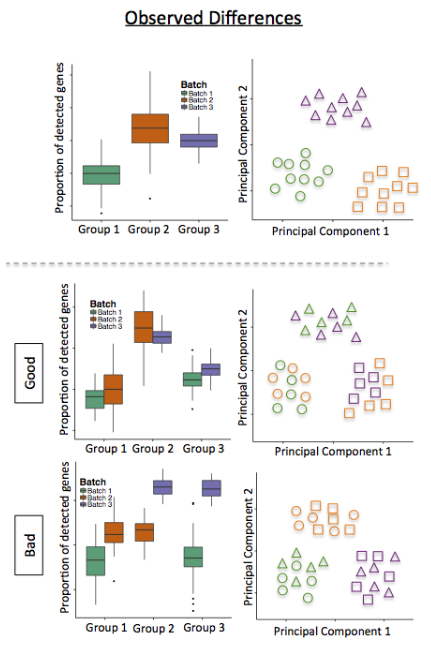 Observed Differences
Proportion of detected genes
Batch
Batch 1
Batch 2
Batch 3
Group 1 Group 2 Group 3
Principal Component 2
Principal Component 1
Good
Proportion of detected genes
Batch
Batch 1
Batch 2
Batch 3
Group 1 Group 2 Group 3
Principal Component 2
Principal Component 1
Bad
Proportion of detected genes
Batch
Batch 1
Batch 2
Batch 3
Group 1 Group 2 Group 3
Principal Component 2
Principal Component 1